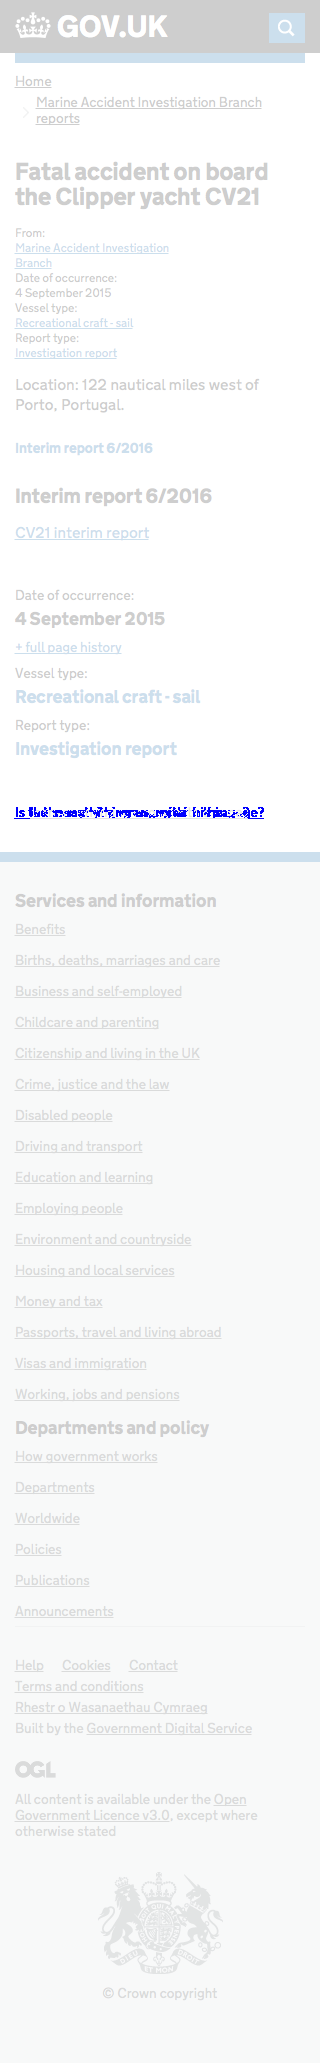 GOV.UK
Home
Marine Accident Investigation Branch
reports
Fatal accident on board
the Clipper yacht CV21
From:
Marine Accident Investigation
Branch
Date of occurrence:
4 September 2015
Vessel type:
Recreational craft - sail
Report type:
Investigation report
Location: 122 nautical miles west of
Porto, Portugal.
Interim report 6/2016
Interim report 6/2016
CV21 interim report
Date of occurrence:
4 September 2015
+ full page history
Vessel type:
Recreational craft - sail
Report type:
Investigation report
Services and information
Benefits
Births, deaths, marriages and care
Business and self-employed
Childcare and parenting
Citizenship and living in the UK
Crime, justice and the law
Disabled people
Driving and transport
Education and learning
Employing people
Environment and countryside
Housing and local services
Money and tax
Passports, travel and living abroad
Visas and immigration
Working, jobs and pensions
Departments and policy
How government works
Departments
Worldwide
Policies
Publications
Announcements
Help Cookies Contact
Terms and conditions
Rhestr o Wasanaethau Cymraeg
Built by the Government Digital Service
OGL
All content is available under the Open
Government Licence v3.0, except where
otherwise stated
© Crown copyright